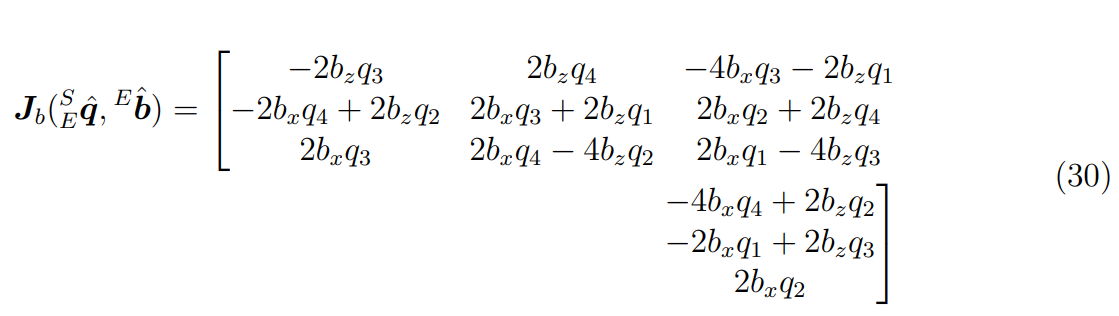 J_b(^S_E q̂, ^E b̂) = [ −2b_z q_3   2b_z q_4   −4b_x q_3 − 2b_z q_1
−2b_x q_4 + 2b_z q_2   2b_x q_3 + 2b_z q_1   2b_x q_2 + 2b_z q_4
2b_x q_3   2b_x q_4 − 4b_z q_2   2b_x q_1 − 4b_z q_3
−4b_x q_4 + 2b_z q_2
−2b_x q_1 + 2b_z q_3
2b_x q_2 ]
(30)